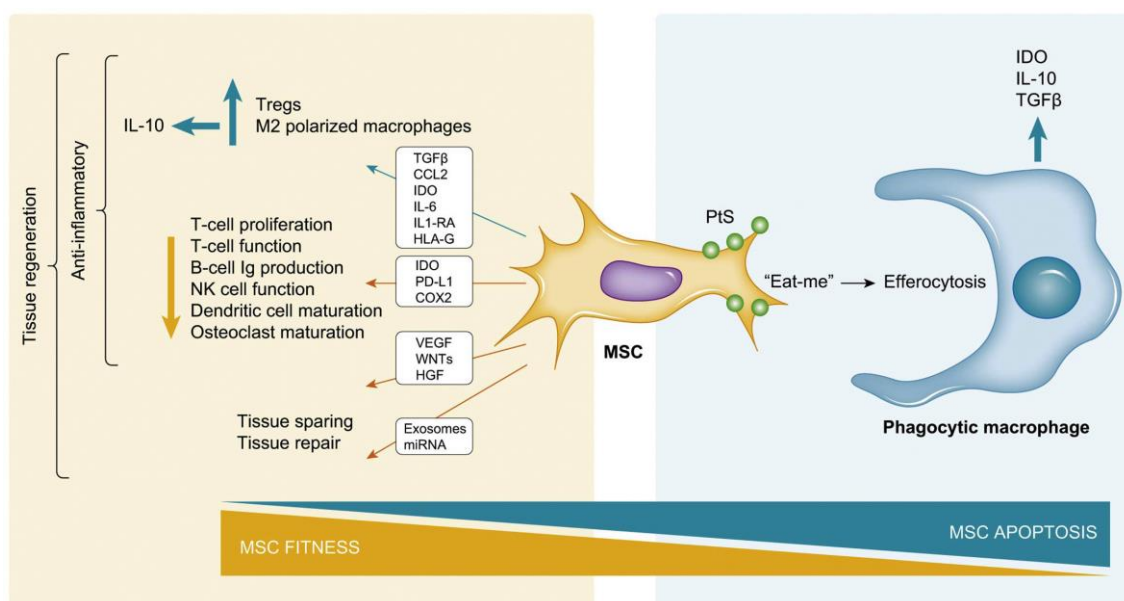 Tissue regeneration
Anti-inflammatory
IL-10
Tregs
M2 polarized macrophages
TGFβ
CCL2
IDO
IL-6
IL1-RA
HLA-G
T-cell proliferation
T-cell function
B-cell Ig production
NK cell function
Dendritic cell maturation
Osteoclast maturation
IDO
PD-L1
COX2
VEGF
WNTs
HGF
Tissue sparing
Tissue repair
Exosomes
miRNA
MSC
PtS
“Eat-me”
Efferocytosis
IDO
IL-10
TGFβ
Phagocytic macrophage
MSC FITNESS
MSC APOPTOSIS